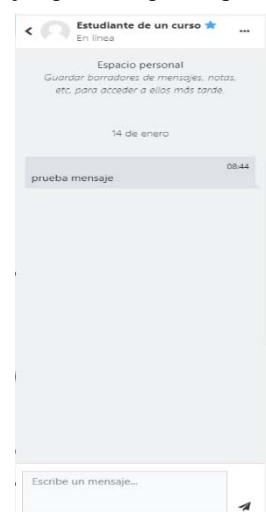 Estudiante de un curso
En línea
Espacio personal
Guardar borradores de mensajes, notas,
etc. para acceder a ellos más tarde.
14 de enero
08:44
prueba mensaje
Escribe un mensaje...